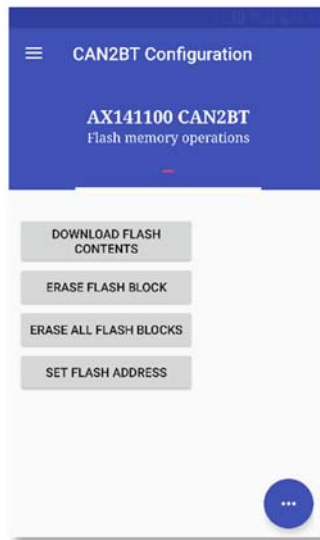 CAN2BT Configuration
AX141100 CAN2BT
Flash memory operations
DOWNLOAD FLASH
CONTENTS
ERASE FLASH BLOCK
ERASE ALL FLASH BLOCKS
SET FLASH ADDRESS